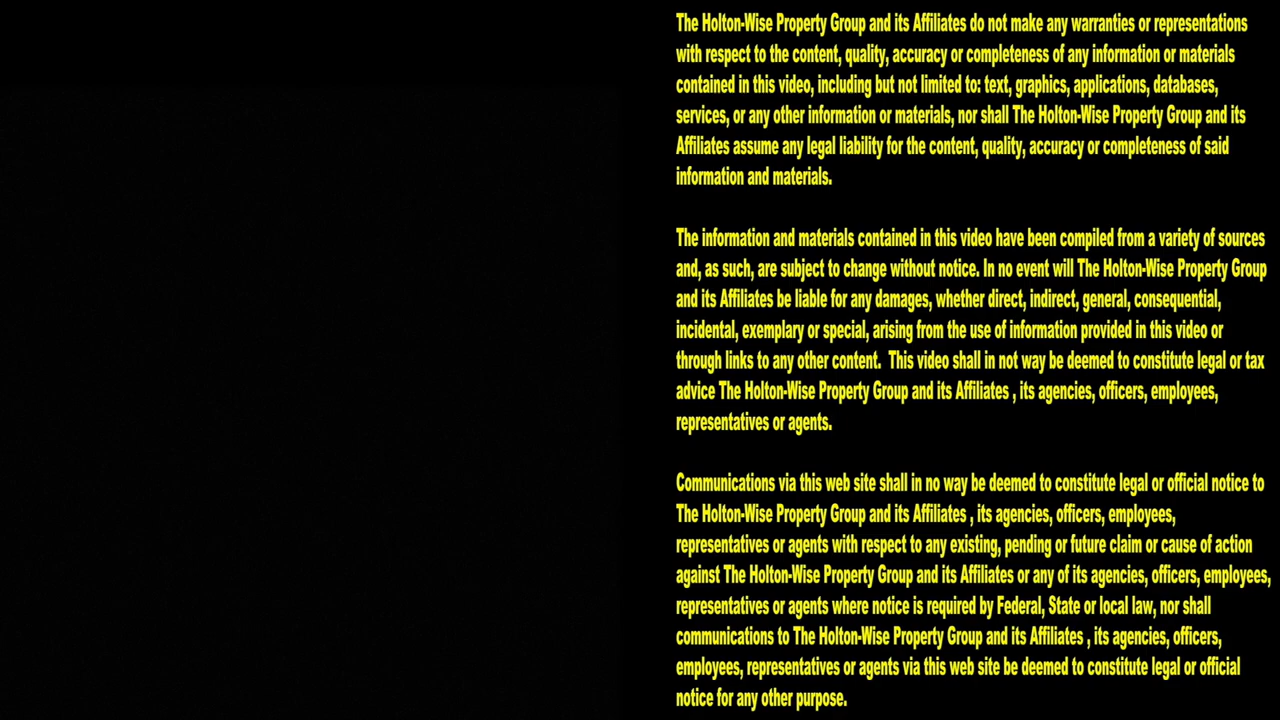 The Holton-Wise Property Group and its Affiliates do not make any warranties or representations
with respect to the content, quality, accuracy or completeness of any information or materials
contained in this video, including but not limited to: text, graphics, applications, databases,
services, or any other information or materials, nor shall The Holton-Wise Property Group and its
Affiliates assume any legal liability for the content, quality, accuracy or completeness of said
information and materials.
The information and materials contained in this video have been compiled from a variety of sources
and, as such, are subject to change without notice. In no event will The Holton-Wise Property Group
and its Affiliates be liable for any damages, whether direct, indirect, general, consequential,
incidental, exemplary or special, arising from the use of information provided in this video or
through links to any other content.  This video shall in not way be deemed to constitute legal or tax
advice The Holton-Wise Property Group and its Affiliates , its agencies, officers, employees,
representatives or agents.
Communications via this web site shall in no way be deemed to constitute legal or official notice to
The Holton-Wise Property Group and its Affiliates , its agencies, officers, employees,
representatives or agents with respect to any existing, pending or future claim or cause of action
against The Holton-Wise Property Group and its Affiliates or any of its agencies, officers, employees,
representatives or agents where notice is required by Federal, State or local law, nor shall
communications to The Holton-Wise Property Group and its Affiliates , its agencies, officers,
employees, representatives or agents via this web site be deemed to constitute legal or official
notice for any other purpose.